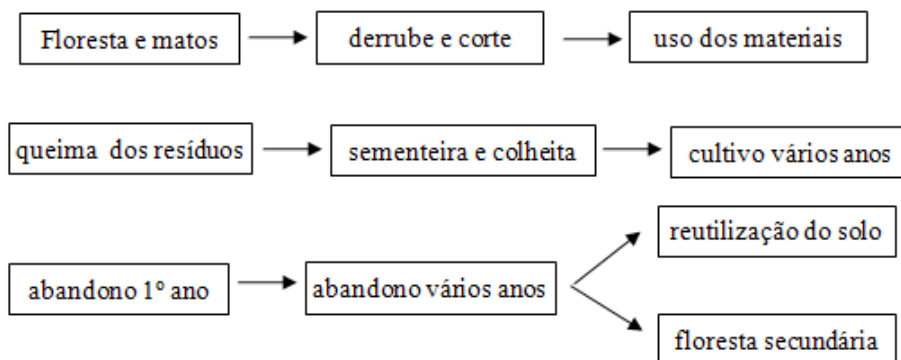 Floresta e matos
derrube e corte
uso dos materiais
queima dos resíduos
sementeira e colheita
cultivo vários anos
reutilização do solo
abandono 1º ano
abandono vários anos
floresta secundária